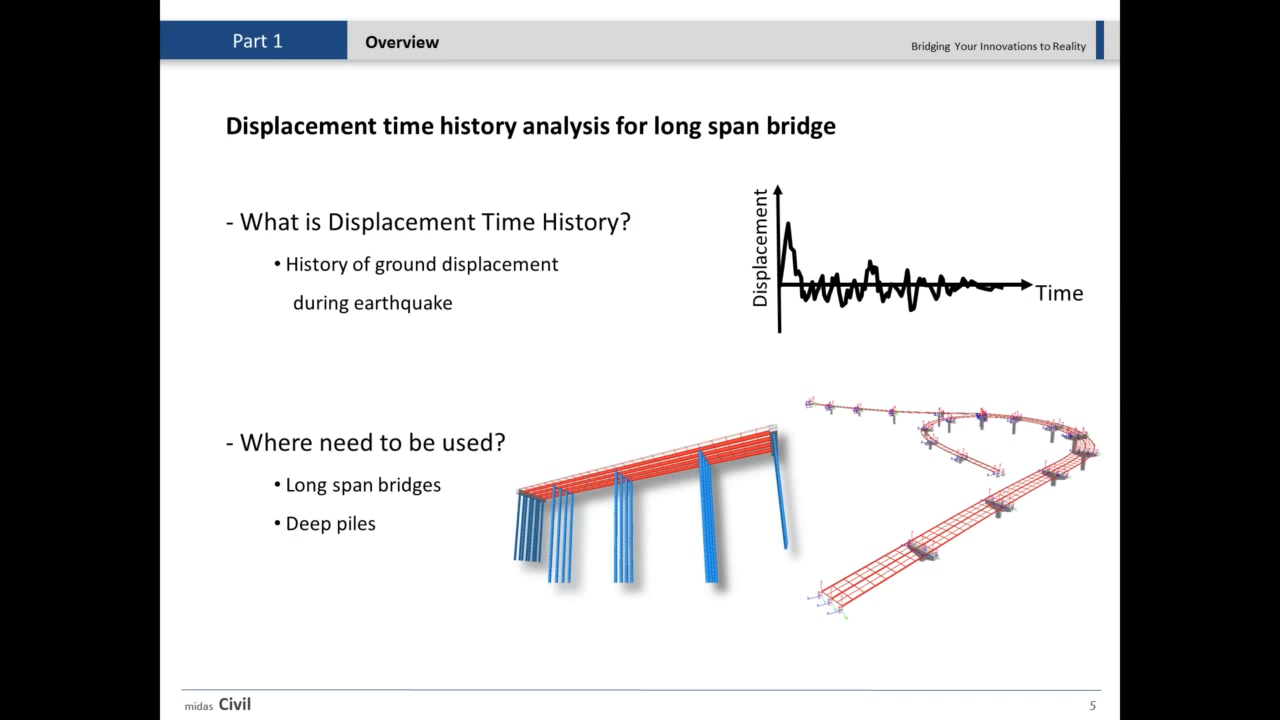 Part 1
Overview
Bridging Your Innovations to Reality
Displacement time history analysis for long span bridge
- What is Displacement Time History?
• History of ground displacement
during earthquake
Displacement
Time
- Where need to be used?
• Long span bridges
• Deep piles
midas Civil
5